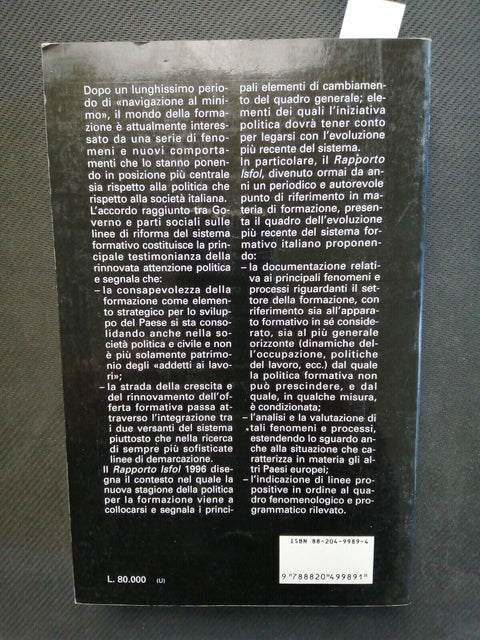 Dopo un lunghissimo perio-
do di «navigazione al mini-
mo», il mondo della forma-
zione è attualmente interes-
sato da una serie di feno-
meni e nuovi comporta-
menti che lo stanno ponen-
do in posizione più centrale
sia rispetto alla politica che
rispetto alla società italiana.
L'accordo raggiunto tra Go-
verno e parti sociali sulle
linee di riforma del sistema
formativo costituisce la prin-
cipale testimonianza della
rinnovata attenzione politica
e segnala che:
– la consapevolezza della
formazione come elemen-
to strategico per lo svilup-
po del Paese si sta conso-
lidando anche nella so-
cietà politica e civile e non
è più solamente patrimo-
nio degli «addetti ai lavo-
ri»;
– la strada della crescita e
del rinnovamento dell'of-
ferta formativa passa at-
traverso l'integrazione tra
i due versanti del sistema
piuttosto che nella ricerca
di sempre più sofisticate
linee di demarcazione.
Il Rapporto Isfol 1996 dise-
gna il contesto nel quale la
nuova stagione della politica
per la formazione viene a
collocarsi e segnala i princi-
pali elementi di cambiamen-
to del quadro generale; ele-
menti dei quali l'iniziativa
politica dovrà tener conto
per legarsi con l'evoluzione
più recente del sistema.
In particolare, il Rapporto
Isfol, divenuto ormai da an-
ni un periodico e autorevole
punto di riferimento in ma-
teria di formazione, presen-
ta il quadro dell'evoluzione
più recente del sistema for-
mativo italiano proponen-
do:
– la documentazione relati-
va ai principali fenomeni e
processi riguardanti il set-
tore della formazione, con
riferimento sia all'appara-
to formativo in sé conside-
rato, sia al più generale
orizzonte (dinamiche del-
l'occupazione, politiche
del lavoro, ecc.) dal quale
la politica formativa non
può prescindere, e dal
quale, in qualche misura,
è condizionata;
– l'analisi e la valutazione di
tali fenomeni e processi,
estendendo lo sguardo an-
che alla situazione che ca-
ratterizza in materia gli al-
tri Paesi europei;
– l'indicazione di linee pro-
positive in ordine al qua-
dro fenomenologico e pro-
grammatico rilevato.
ISBN 88-204-9989-4
9 788820 499891
L. 80.000 (U)